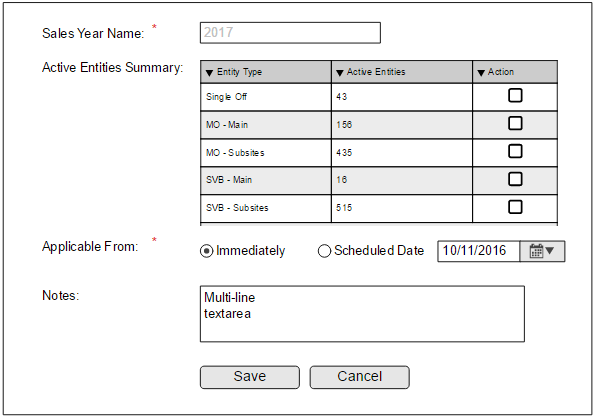 Sales Year Name: * 2017
Active Entities Summary:
Entity Type Active Entities Action
Single Off 43
MO - Main 156
MO - Subsites 435
SVB - Main 16
SVB - Subsites 515
Applicable From: * Immediately Scheduled Date 10/11/2016
Notes:
Multi-line
textarea
Save Cancel